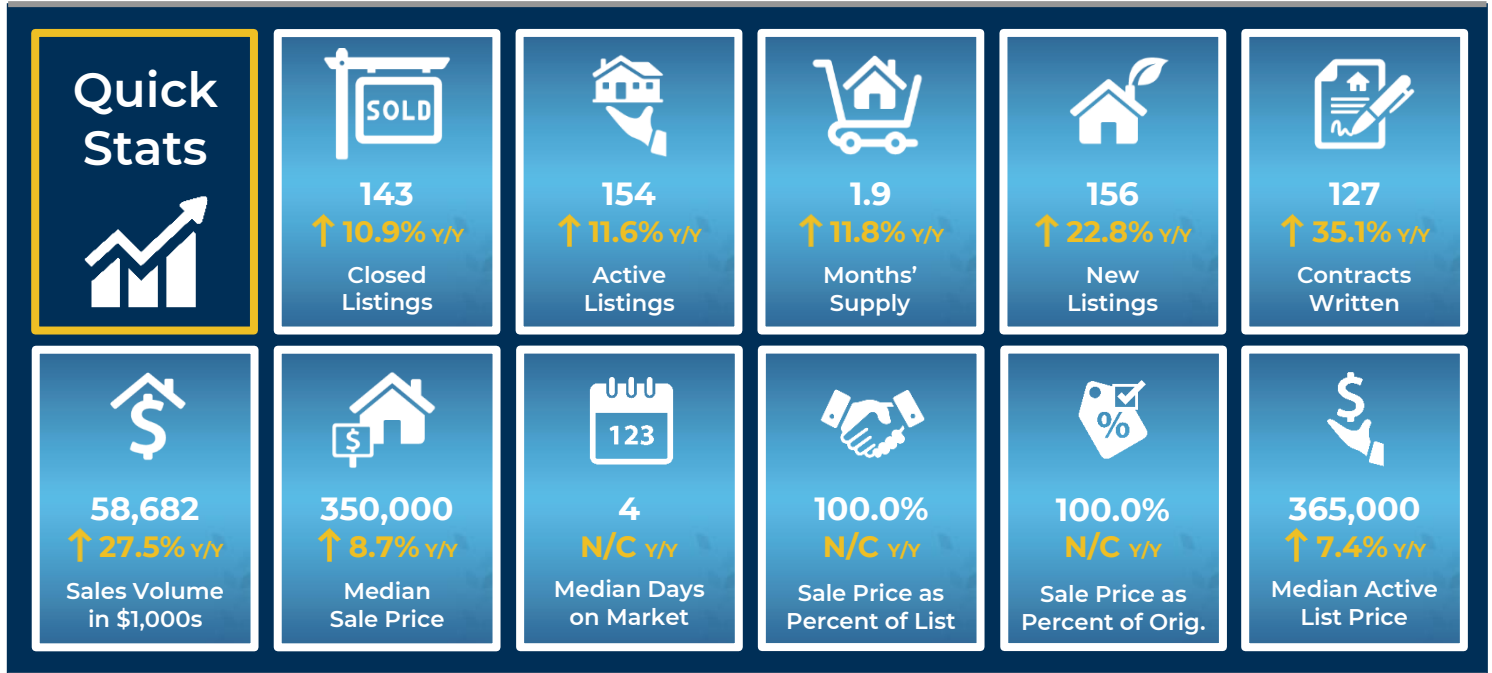 Quick
Stats
SOLD
143
↑ 10.9% Y/Y
Closed
Listings
154
↑ 11.6% Y/Y
Active
Listings
1.9
↑ 11.8% Y/Y
Months’
Supply
156
↑ 22.8% Y/Y
New
Listings
127
↑ 35.1% Y/Y
Contracts
Written
$
58,682
↑ 27.5% Y/Y
Sales Volume
in $1,000s
$
350,000
↑ 8.7% Y/Y
Median
Sale Price
123
4
N/C Y/Y
Median Days
on Market
100.0%
N/C Y/Y
Sale Price as
Percent of List
%
100.0%
N/C Y/Y
Sale Price as
Percent of Orig.
$
365,000
↑ 7.4% Y/Y
Median Active
List Price